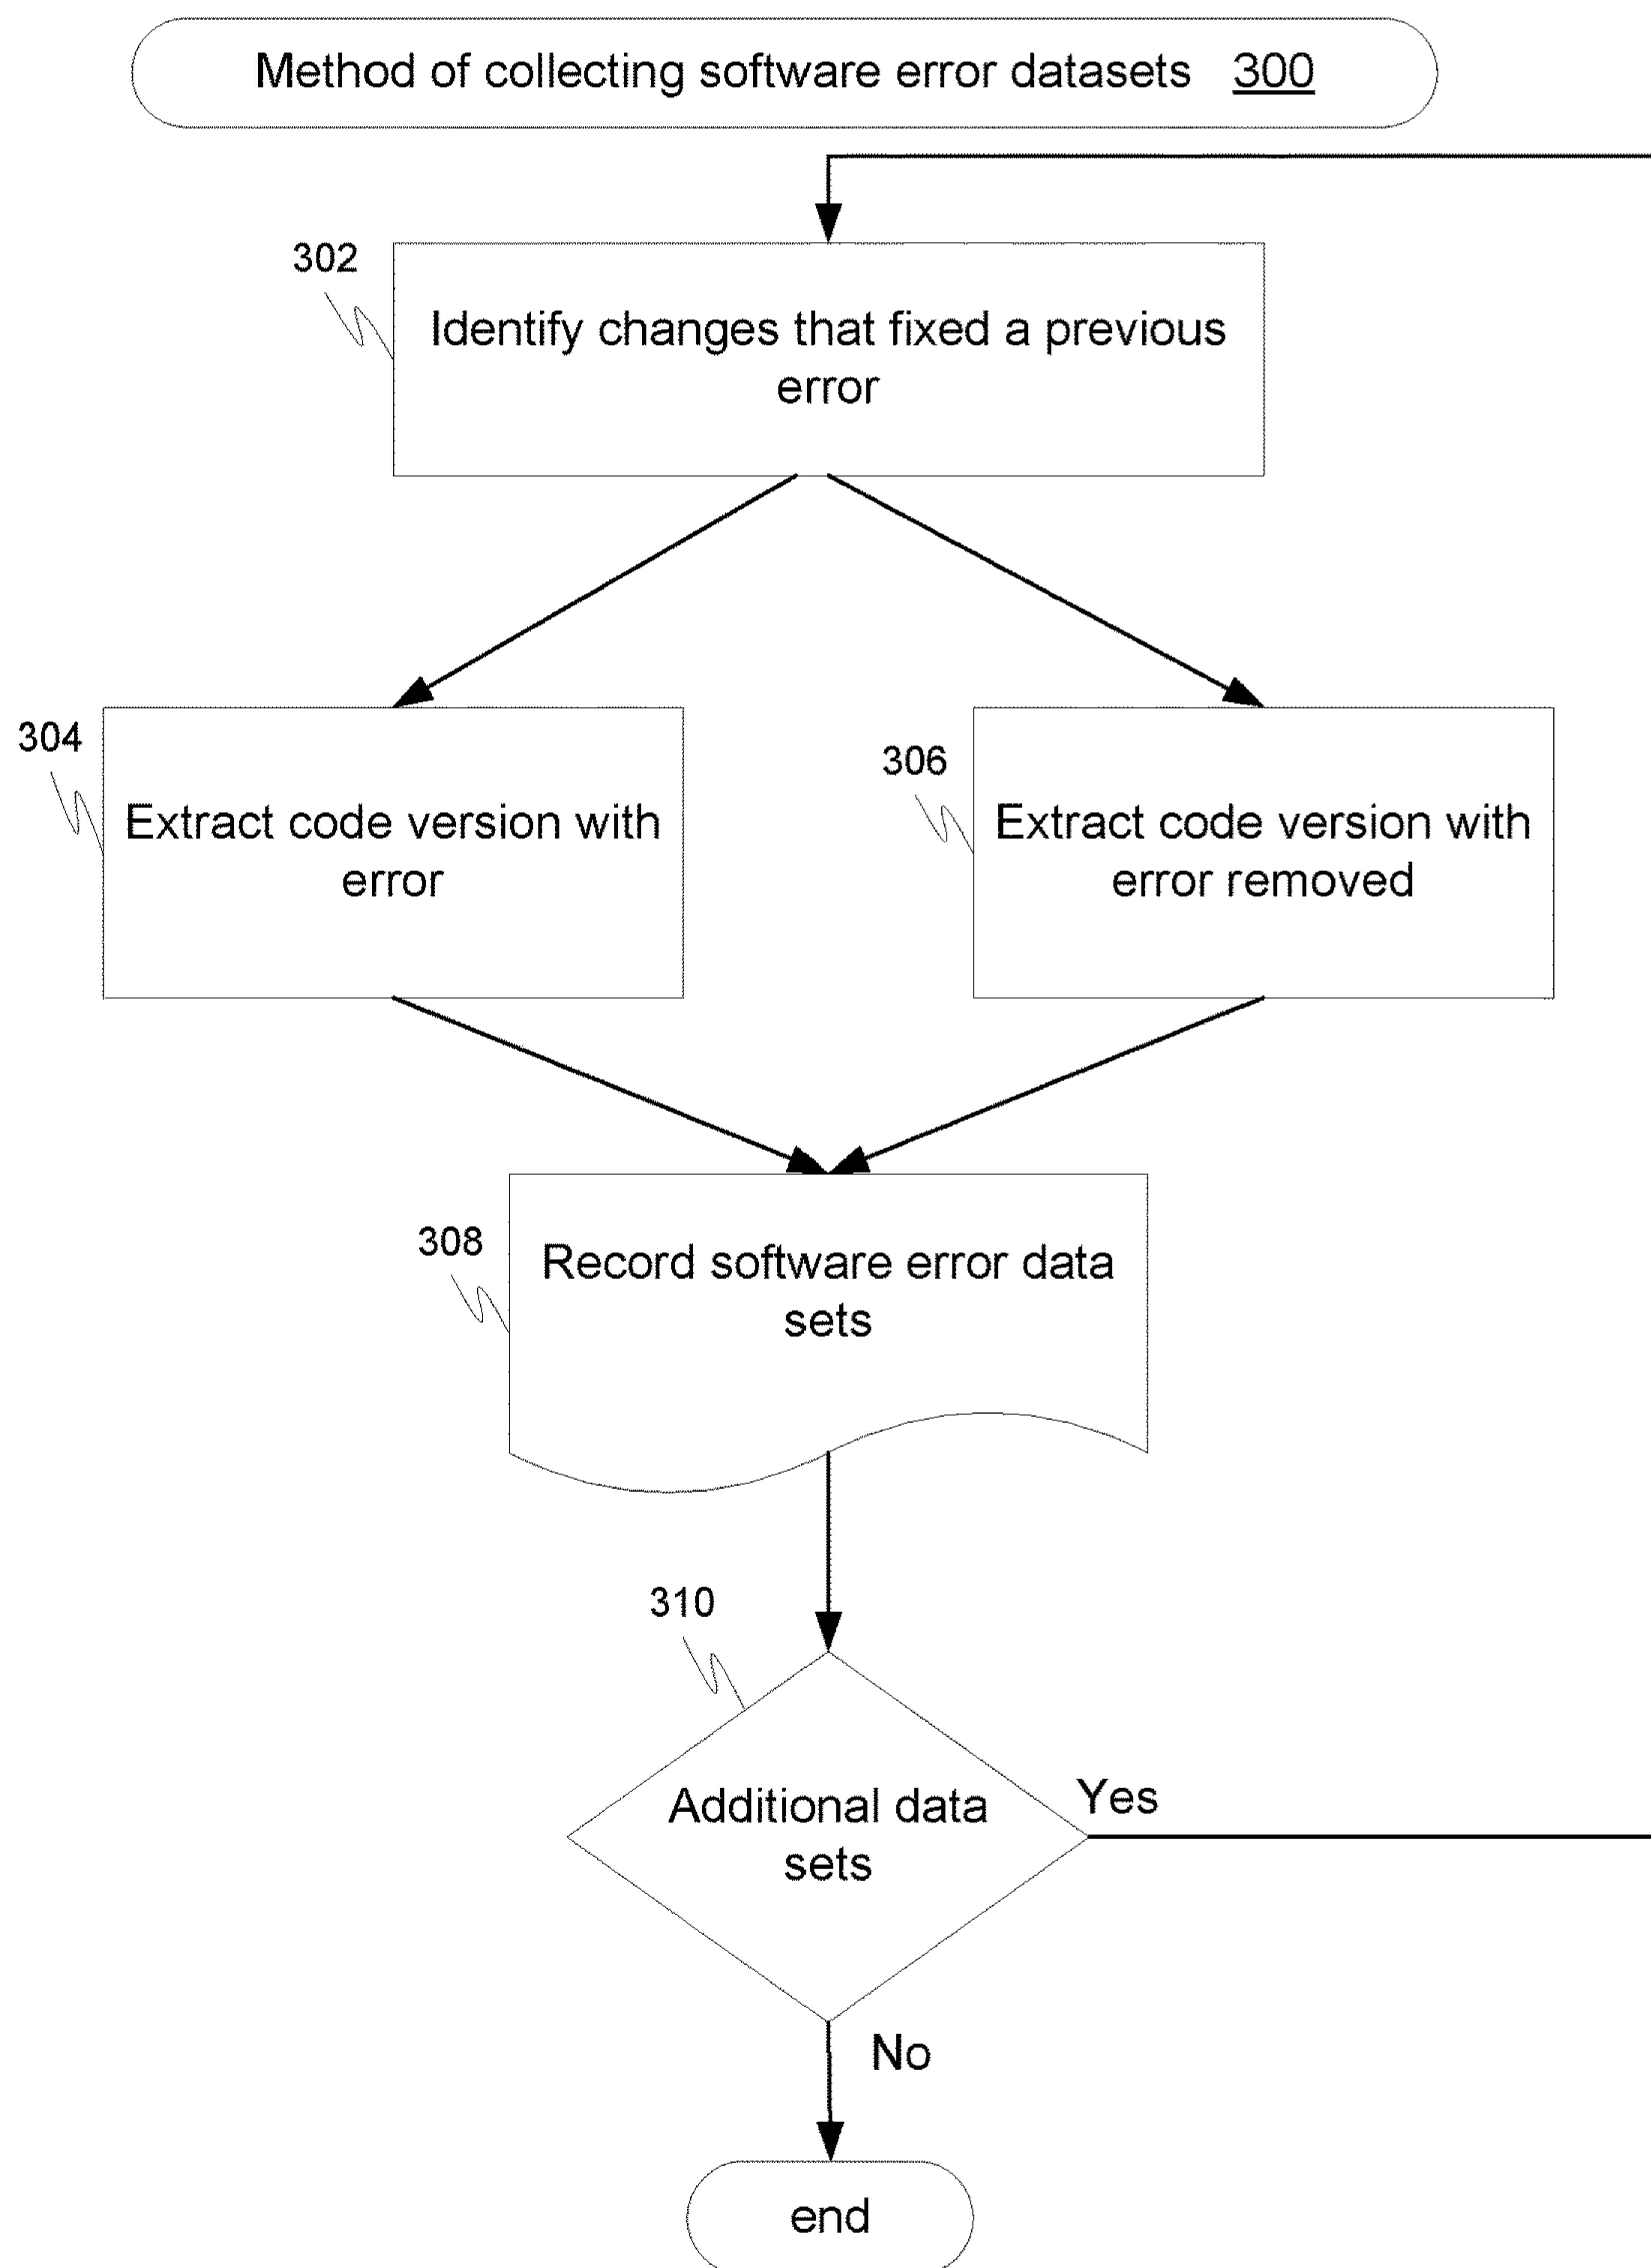 Method of collecting software error datasets 300
302
Identify changes that fixed a previous
error
304
Extract code version with
error
306
Extract code version with
error removed
308
Record software error data
sets
310
Additional data
sets
Yes
No
end